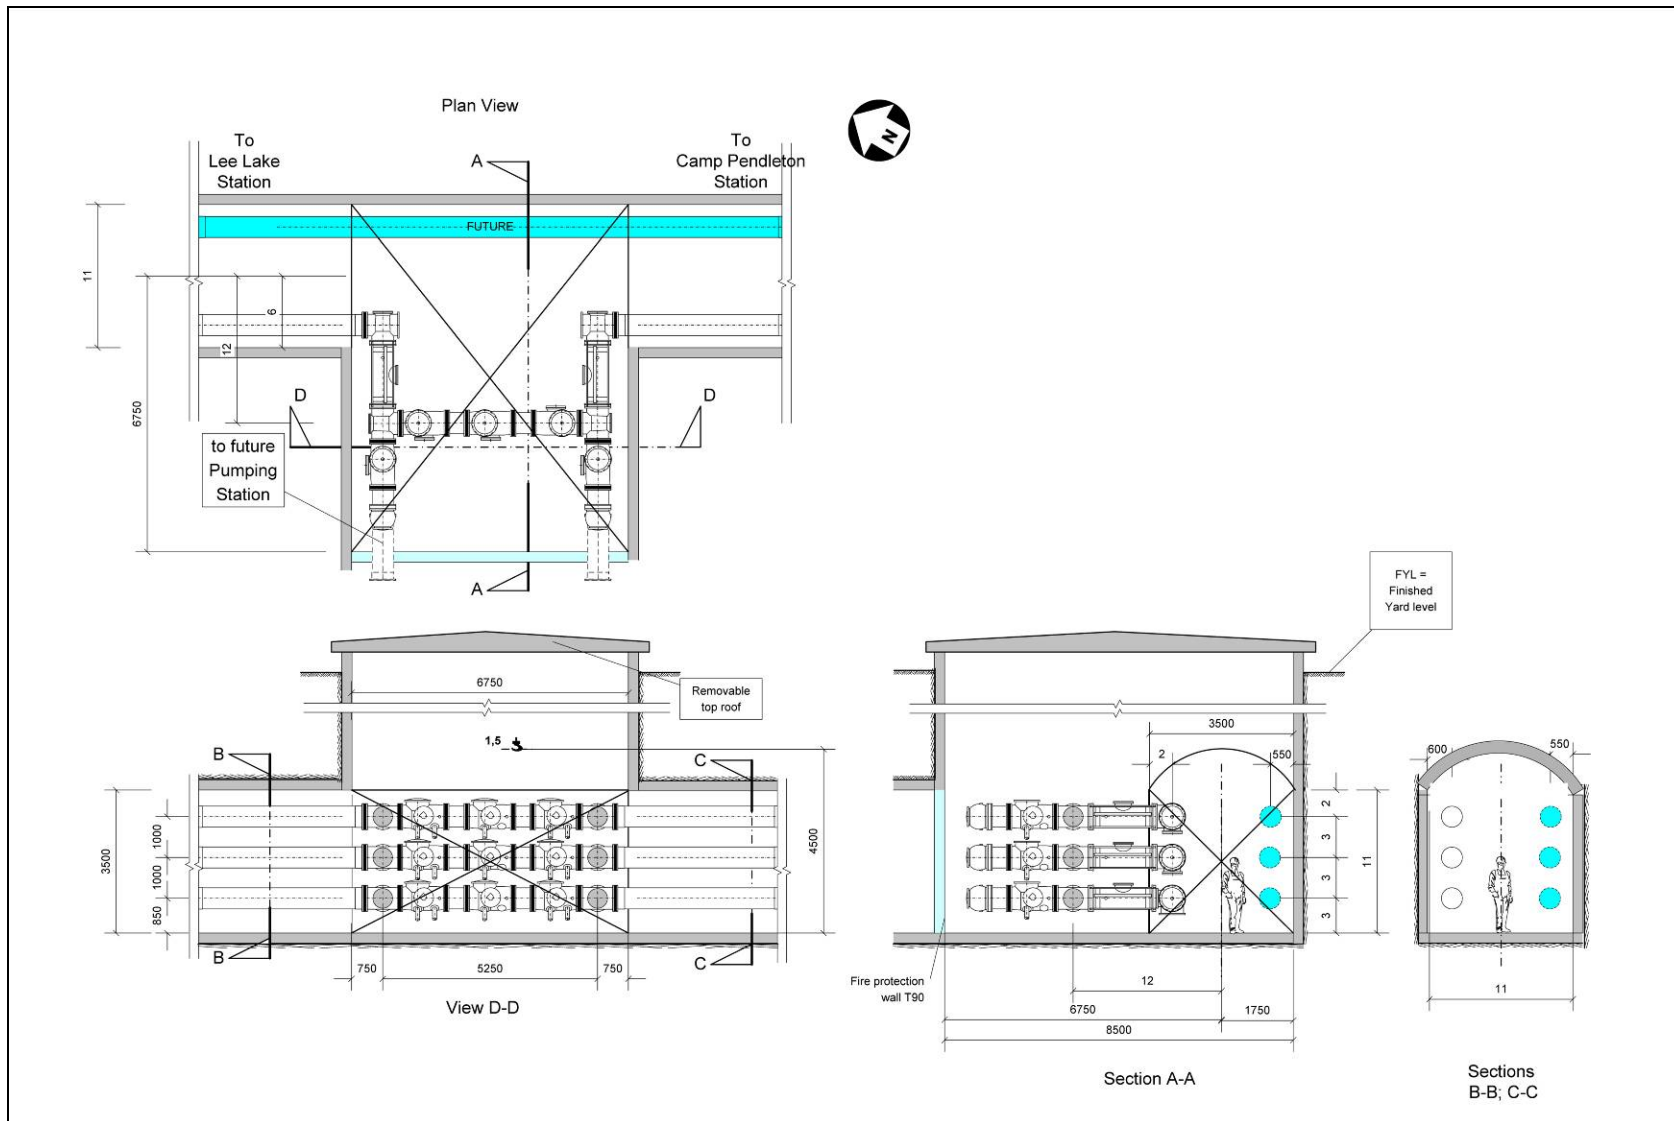 Plan View
To
Lee Lake
Station
A
To
Camp Pendleton
Station
N
FUTURE
11
6
12
6750
D
D
to future
Pumping
Station
A
6750
Removable
top roof
1,5
B
C
1000
1000
850
3500
4500
B
C
750
5250
750
View D-D
FYL =
Finished
Yard level
3500
2
550
2
3
3
3
11
Fire protection
wall T90
12
6750
1750
8500
Section A-A
600
550
11
Sections
B-B; C-C